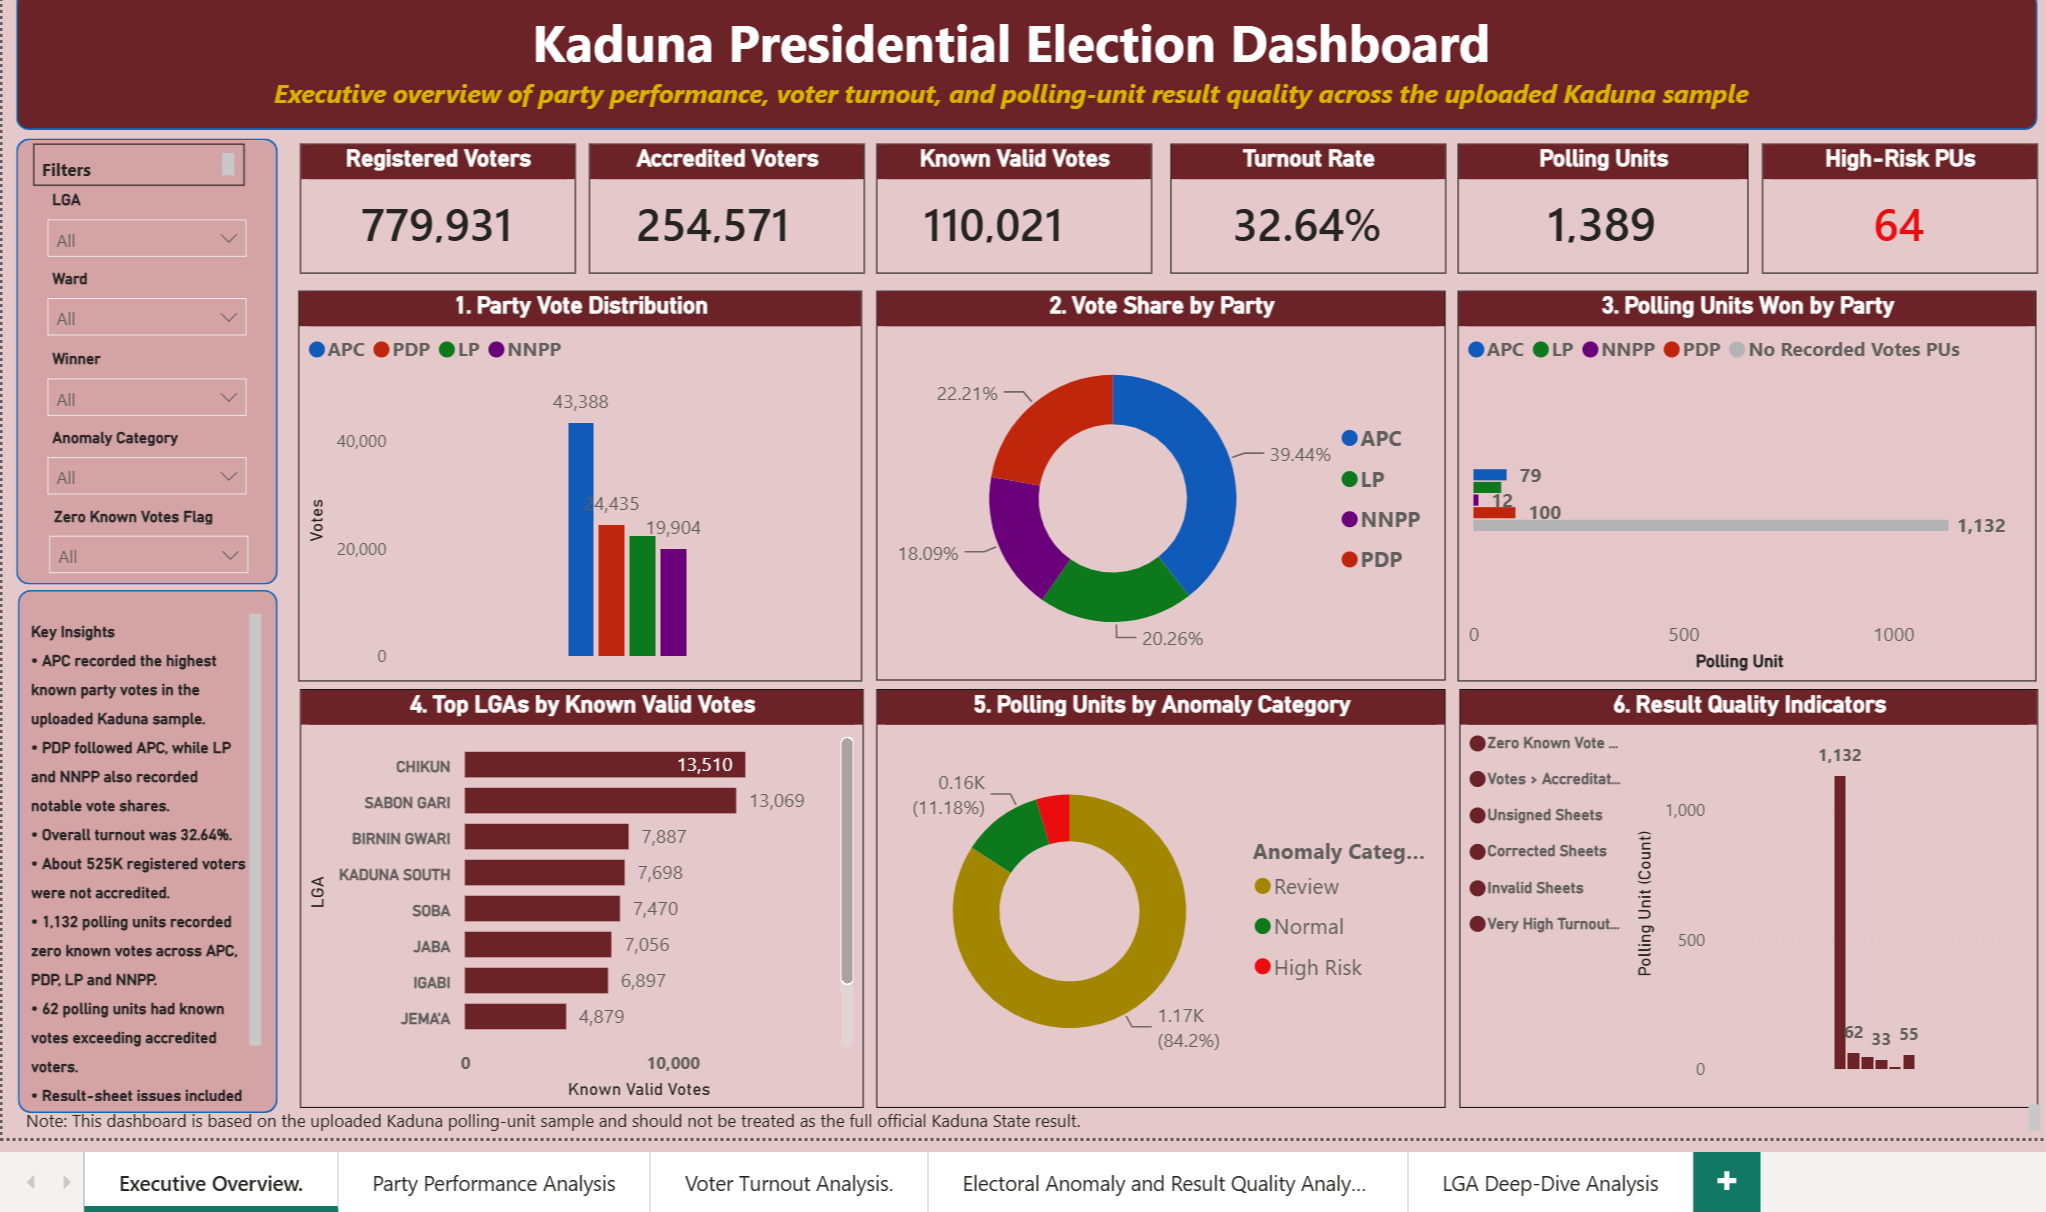 Kaduna Presidential Election Dashboard
Executive overview of party performance, voter turnout, and polling-unit result quality across the uploaded Kaduna sample
Filters
LGA
All
Ward
All
Winner
All
Anomaly Category
All
Zero Known Votes Flag
All
Key Insights
• APC recorded the highest
known party votes in the
uploaded Kaduna sample.
• PDP followed APC, while LP
and NNPP also recorded
notable vote shares.
• Overall turnout was 32.64%.
• About 525K registered voters
were not accredited.
• 1,132 polling units recorded
zero known votes across APC,
PDP, LP and NNPP.
• 62 polling units had known
votes exceeding accredited
voters.
• Result-sheet issues included
Registered Voters
779,931
Accredited Voters
254,571
Known Valid Votes
110,021
Turnout Rate
32.64%
Polling Units
1,389
High-Risk PUs
64
1. Party Vote Distribution
APC PDP LP NNPP
Votes
40,000
20,000
0
43,388
24,435
19,904
2. Vote Share by Party
22.21%
39.44%
18.09%
20.26%
APC
LP
NNPP
PDP
3. Polling Units Won by Party
APC LP NNPP PDP No Recorded Votes PUs
79
12
100
1,132
0 500 1000
Polling Unit
4. Top LGAs by Known Valid Votes
LGA
CHIKUN 13,510
SABON GARI 13,069
BIRNIN GWARI 7,887
KADUNA SOUTH 7,698
SOBA 7,470
JABA 7,056
IGABI 6,897
JEMA'A 4,879
0 10,000
Known Valid Votes
5. Polling Units by Anomaly Category
0.16K
(11.18%)
1.17K
(84.2%)
Anomaly Categ...
Review
Normal
High Risk
6. Result Quality Indicators
Zero Known Vote ...
Votes > Accreditat...
Unsigned Sheets
Corrected Sheets
Invalid Sheets
Very High Turnout...
Polling Unit (Count)
1,000
500
0
1,132
62 33 55
Note: This dashboard is based on the uploaded Kaduna polling-unit sample and should not be treated as the full official Kaduna State result.
Executive Overview.
Party Performance Analysis
Voter Turnout Analysis.
Electoral Anomaly and Result Quality Analy...
LGA Deep-Dive Analysis
+